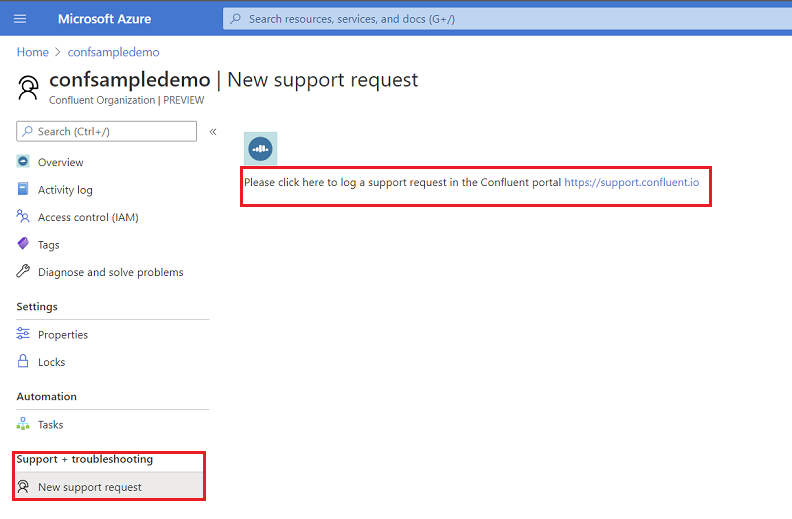 Microsoft Azure
Search resources, services, and docs (G+/)
Home > confsampledemo
confsampledemo | New support request
Confluent Organization | PREVIEW
Search (Ctrl+/)
«
Overview
Activity log
Access control (IAM)
Tags
Diagnose and solve problems
Settings
Properties
Locks
Automation
Tasks
Support + troubleshooting
New support request
Please click here to log a support request in the Confluent portal https://support.confluent.io